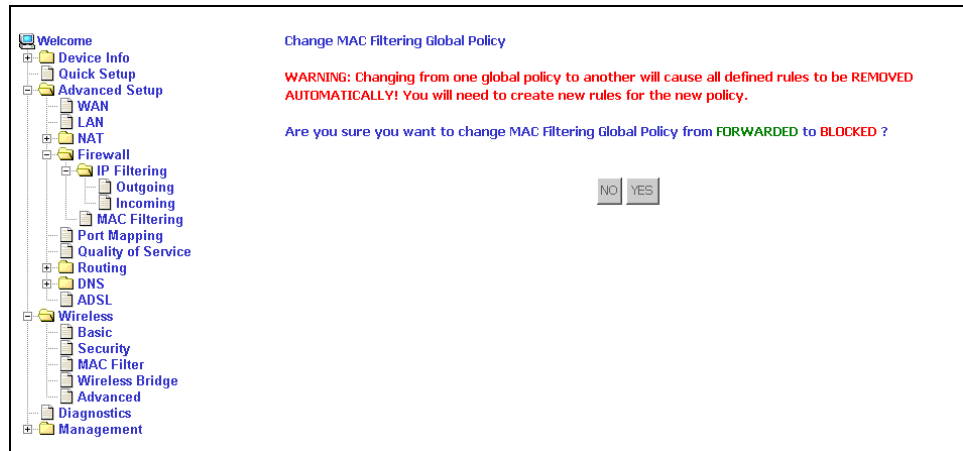 Welcome
Device Info
Quick Setup
Advanced Setup
WAN
LAN
NAT
Firewall
IP Filtering
Outgoing
Incoming
MAC Filtering
Port Mapping
Quality of Service
Routing
DNS
ADSL
Wireless
Basic
Security
MAC Filter
Wireless Bridge
Advanced
Diagnostics
Management
Change MAC Filtering Global Policy
WARNING: Changing from one global policy to another will cause all defined rules to be REMOVED
AUTOMATICALLY! You will need to create new rules for the new policy.
Are you sure you want to change MAC Filtering Global Policy from FORWARDED to BLOCKED ?
NO YES